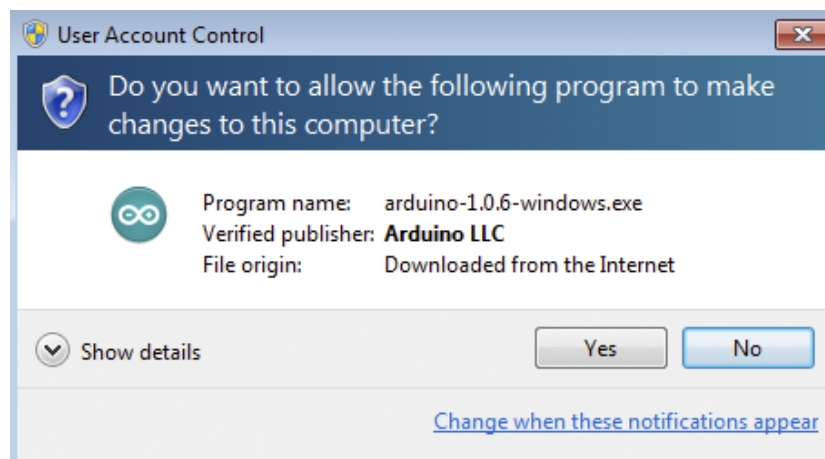 User Account Control
Do you want to allow the following program to make
changes to this computer?
Program name: arduino-1.0.6-windows.exe
Verified publisher: Arduino LLC
File origin: Downloaded from the Internet
Show details
Yes
No
Change when these notifications appear